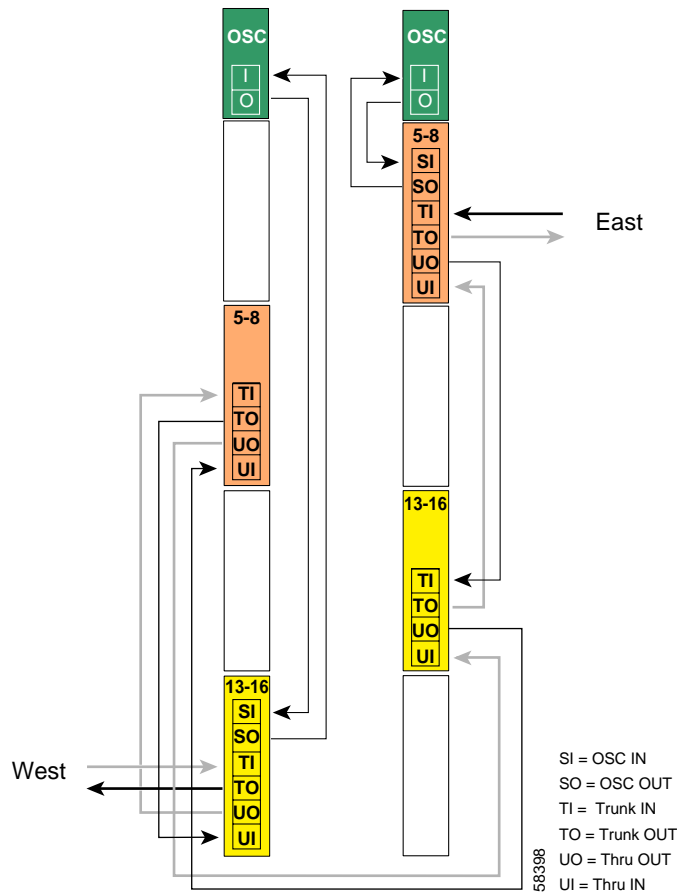 OSC
I
O
5-8
TI
TO
UO
UI
13-16
SI
SO
TI
TO
UO
UI
West
OSC
I
O
5-8
SI
SO
TI
TO
UO
UI
East
13-16
TI
TO
UO
UI
SI = OSC IN
SO = OSC OUT
TI = Trunk IN
TO = Trunk OUT
UO = Thru OUT
UI = Thru IN
58398